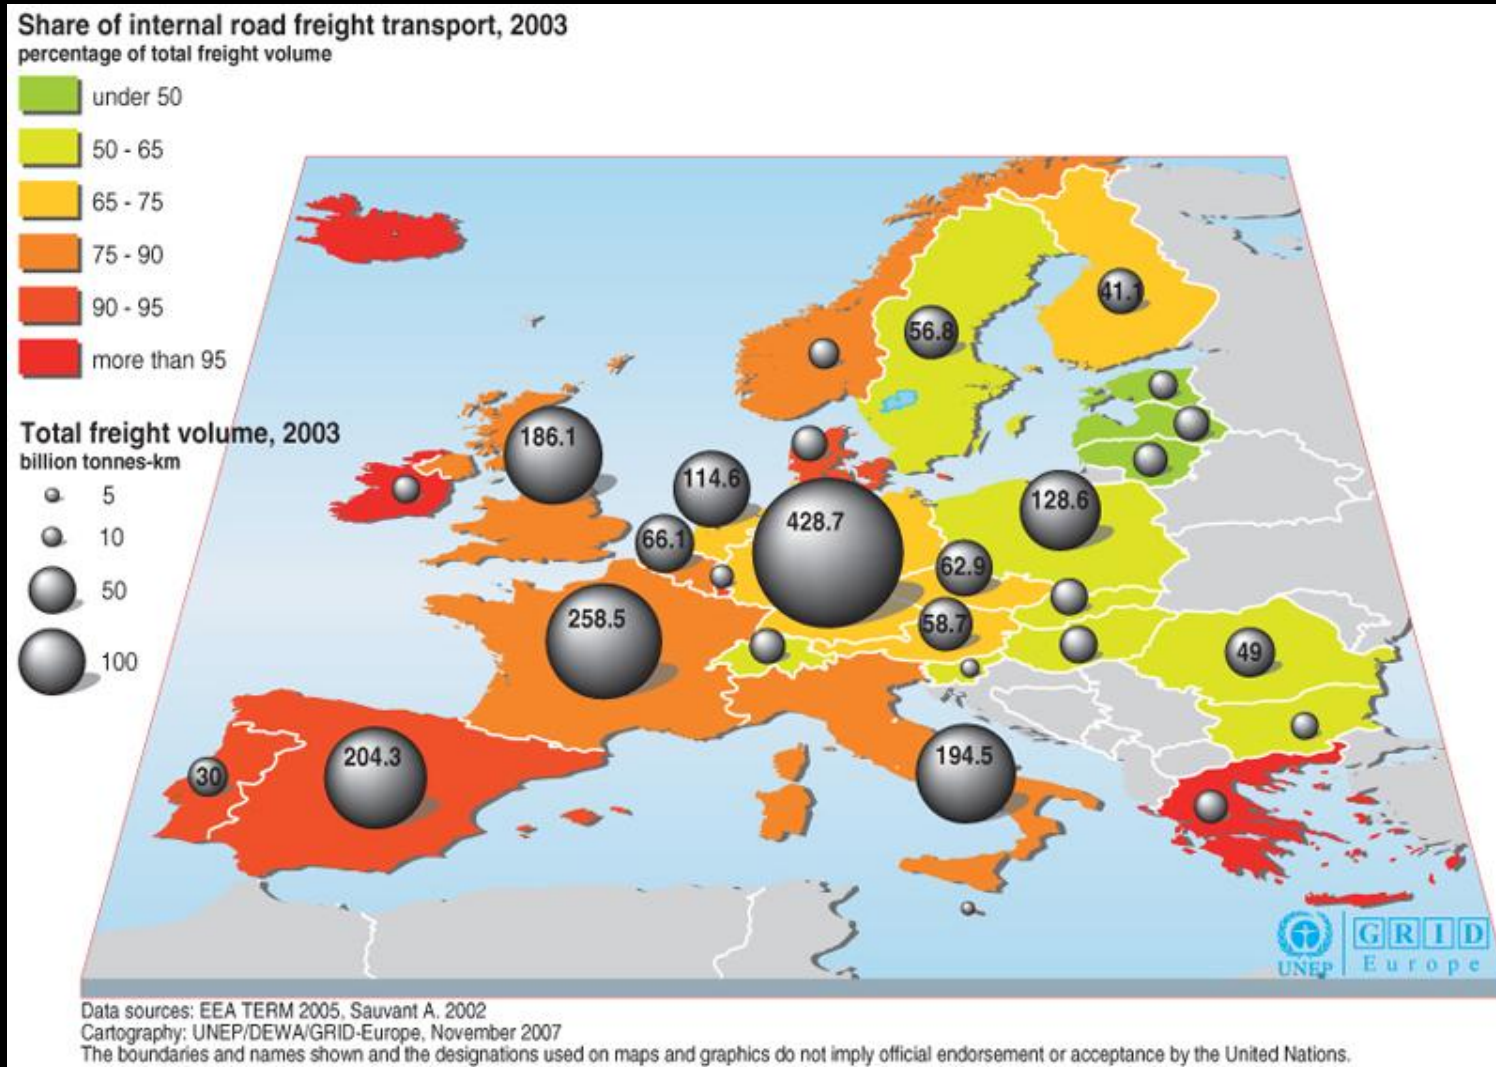 Share of internal road freight transport, 2003
percentage of total freight volume
under 50
50 - 65
65 - 75
75 - 90
90 - 95
more than 95
Total freight volume, 2003
billion tonnes-km
5
10
50
100
41.1
56.8
186.1
114.6
128.6
428.7
66.1
62.9
258.5
58.7
49
204.3
194.5
30
UNEP
GRID
Europe
Data sources: EEA TERM 2005, Sauvant A. 2002
Cartography: UNEP/DEWA/GRID-Europe, November 2007
The boundaries and names shown and the designations used on maps and graphics do not imply official endorsement or acceptance by the United Nations.